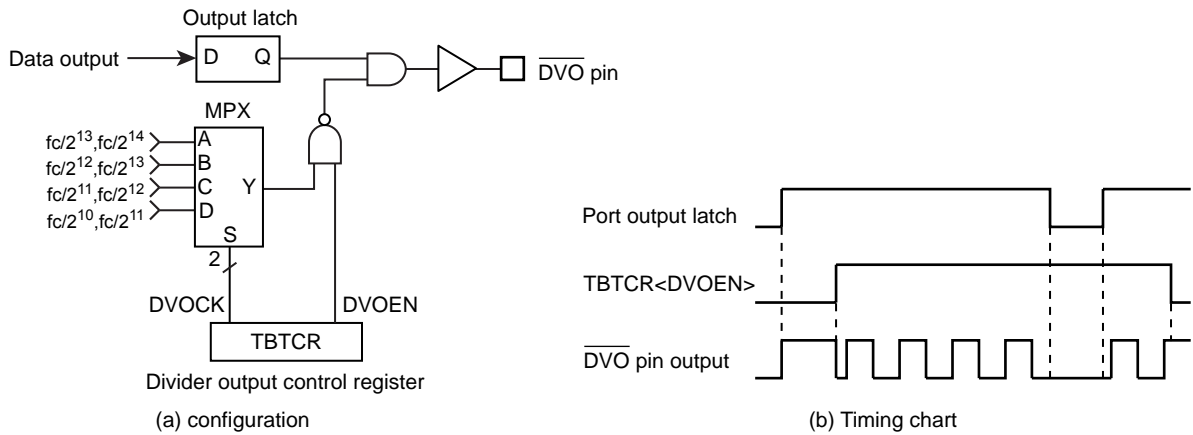 Output latch
Data output
D Q
DVO pin
MPX
fc/2^13,fc/2^14
A
fc/2^12,fc/2^13
B
fc/2^11,fc/2^12
C
Y
fc/2^10,fc/2^11
D
S
2
DVOCK
DVOEN
TBTCR
Divider output control register
(a) configuration
Port output latch
TBTCR<DVOEN>
DVO pin output
(b) Timing chart